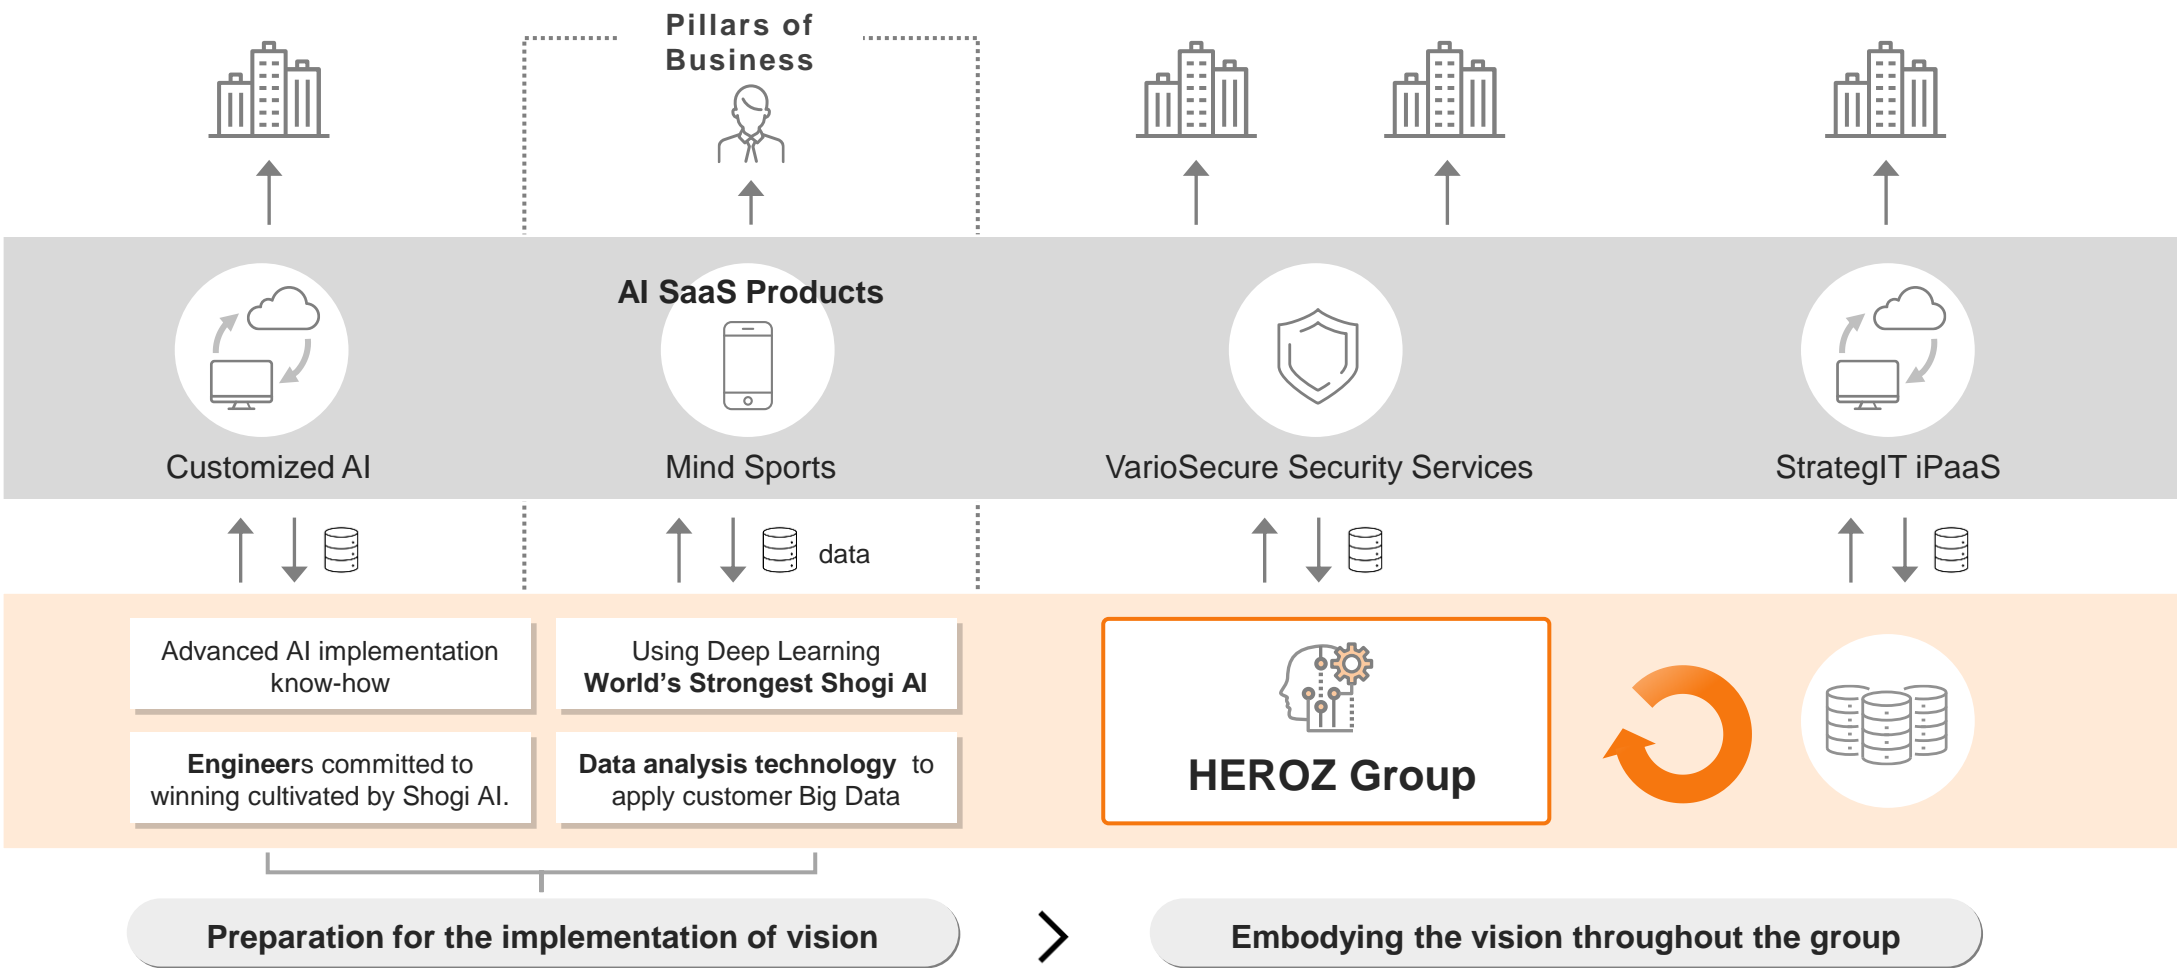 Pillars of
Business
AI SaaS Products
Customized AI
Mind Sports
VarioSecure Security Services
StrategIT iPaaS
data
Advanced AI implementation
know-how
Using Deep Learning
World's Strongest Shogi AI
Engineers committed to
winning cultivated by Shogi AI.
Data analysis technology to
apply customer Big Data
HEROZ Group
Preparation for the implementation of vision
Embodying the vision throughout the group